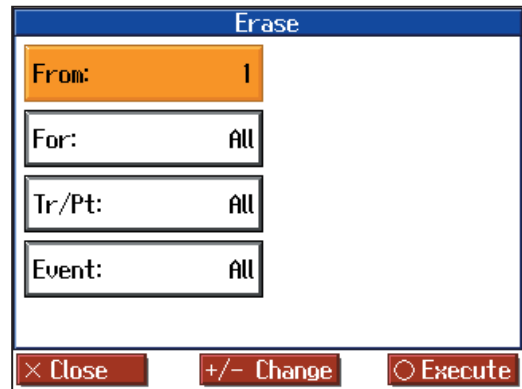 Erase
From: 1
For: All
Tr/Pt: All
Event: All
× Close +/- Change ○ Execute